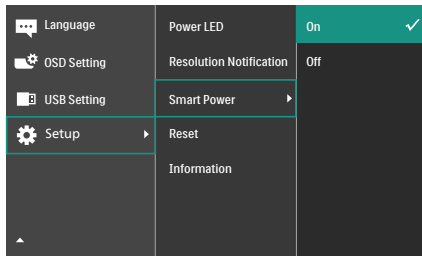 Language
OSD Setting
USB Setting
Setup
Power LED
Resolution Notification
Smart Power
Reset
Information
On
Off